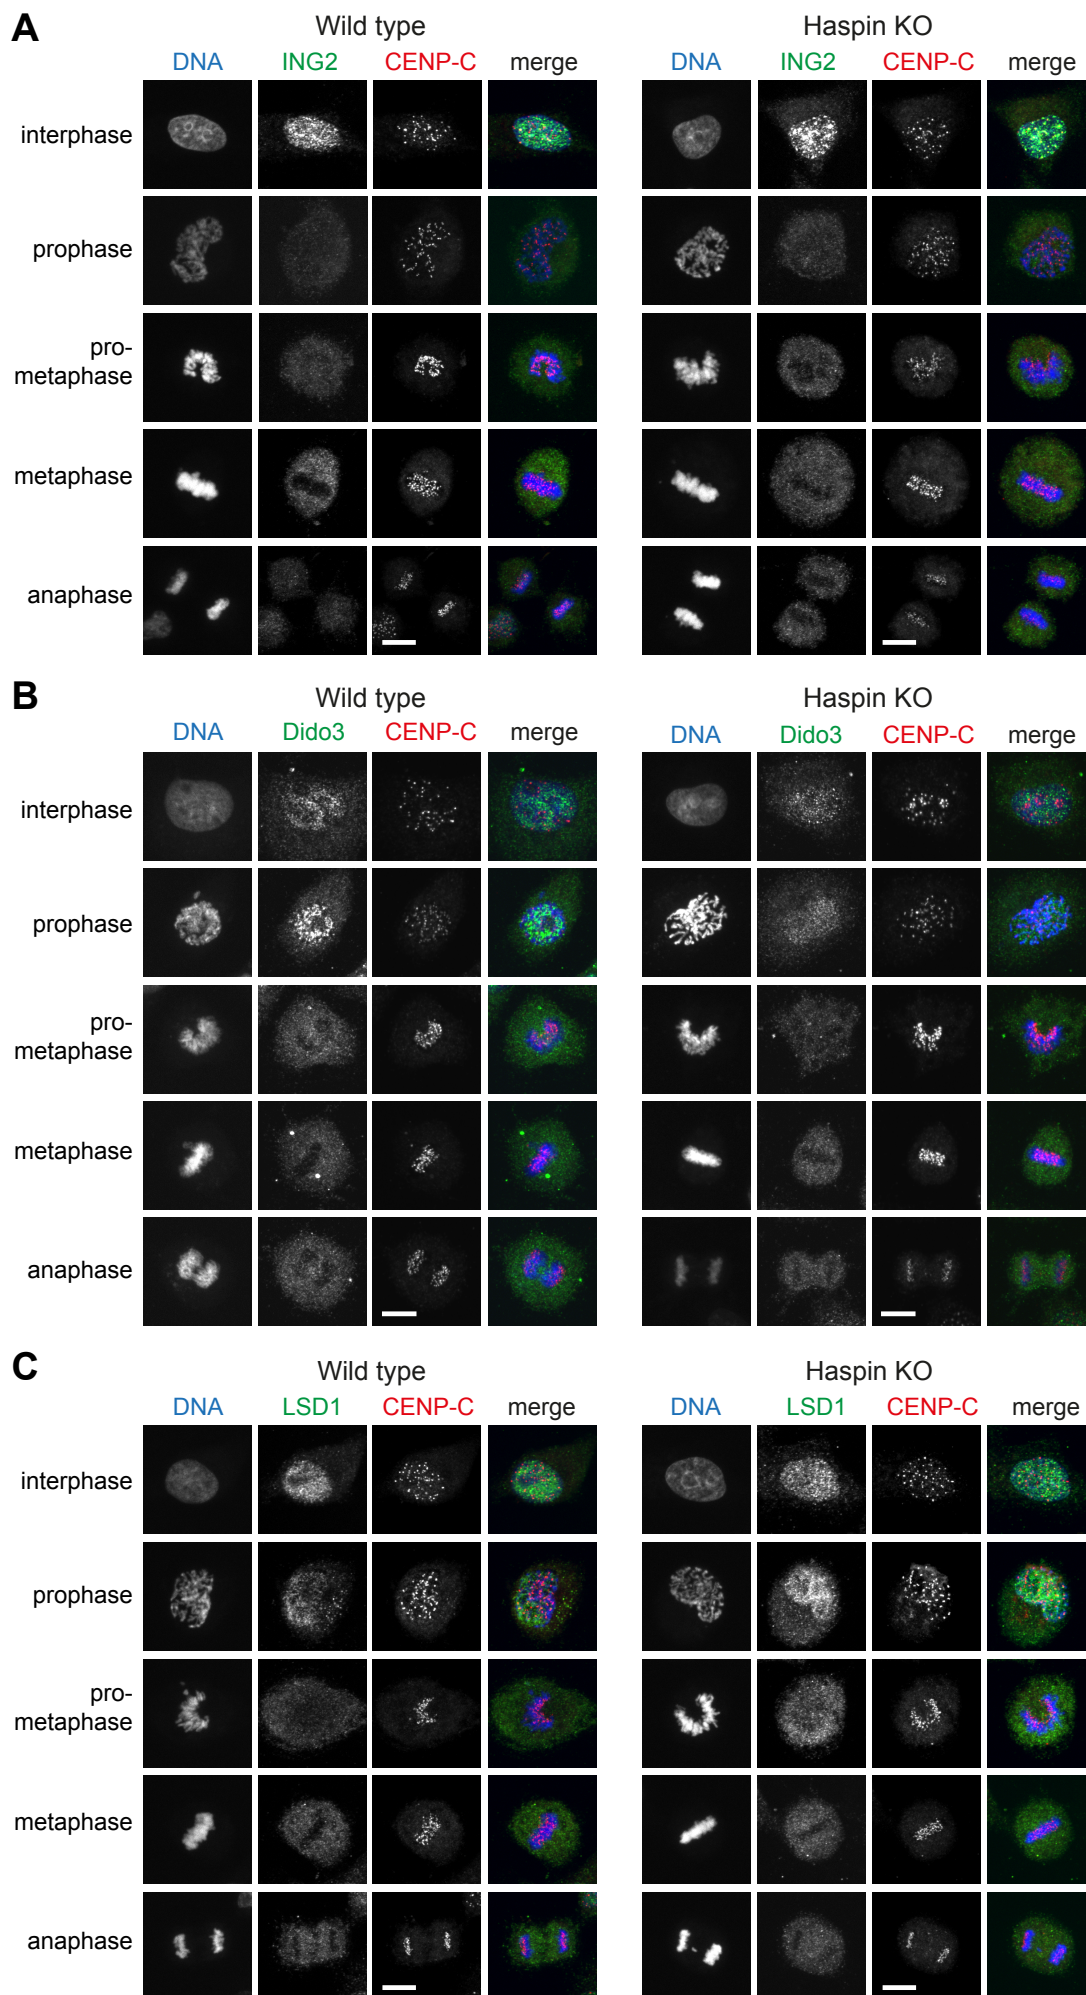 A
Wild type
Haspin KO
DNA ING2 CENP-C merge
DNA ING2 CENP-C merge
interphase
prophase
pro-
metaphase
metaphase
anaphase
B
Wild type
Haspin KO
DNA Dido3 CENP-C merge
DNA Dido3 CENP-C merge
interphase
prophase
pro-
metaphase
metaphase
anaphase
C
Wild type
Haspin KO
DNA LSD1 CENP-C merge
DNA LSD1 CENP-C merge
interphase
prophase
pro-
metaphase
metaphase
anaphase